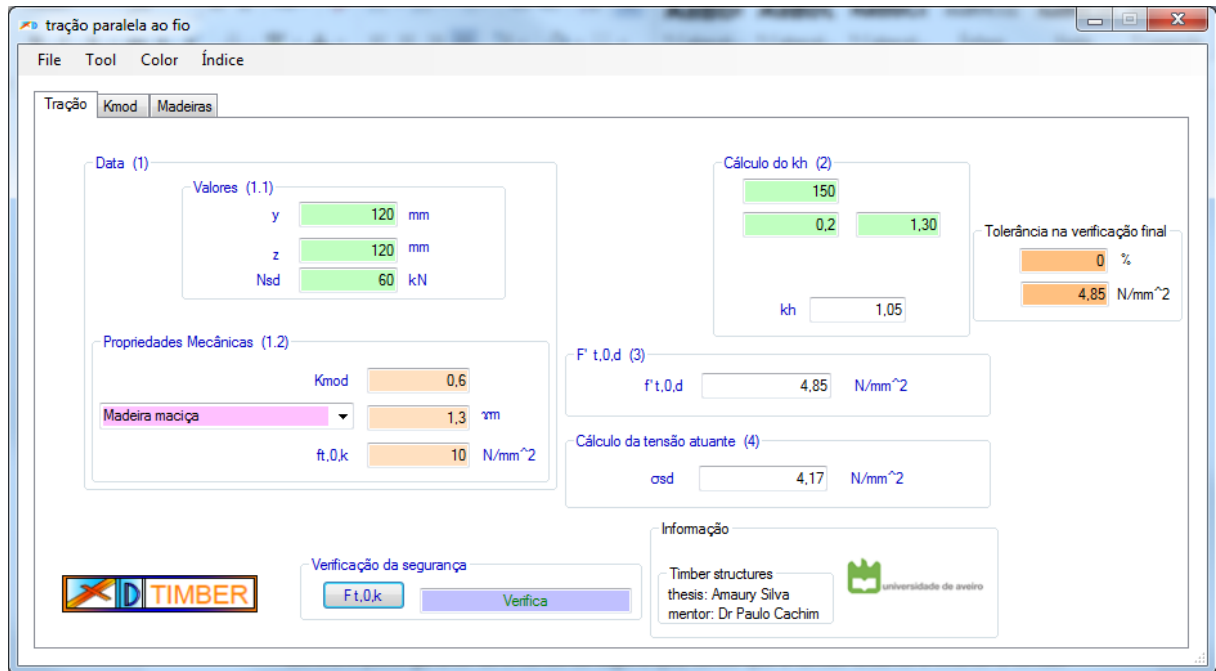 tração paralela ao fio
File Tool Color Índice
Tração Kmod Madeiras
Data (1)
Valores (1.1)
y 120 mm
z 120 mm
Nsd 60 kN
Propriedades Mecânicas (1.2)
Kmod 0,6
Madeira maciça 1,3 γm
ft,0,k 10 N/mm^2
Cálculo do kh (2)
150
0,2 1,30
kh 1,05
Tolerância na verificação final
0 %
4,85 N/mm^2
F' t,0,d (3)
f't,0,d 4,85 N/mm^2
Cálculo da tensão atuante (4)
σsd 4,17 N/mm^2
XD TIMBER
Verificação da segurança
F t,0,k Verifica
Informação
Timber structures
thesis: Amaury Silva
mentor: Dr Paulo Cachim
universidade de aveiro